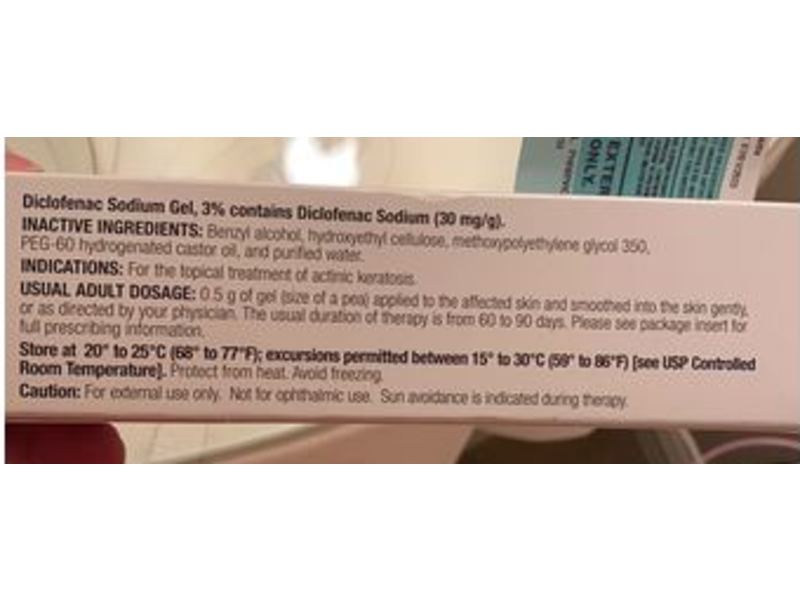 Diclofenac Sodium Gel, 3% contains Diclofenac Sodium (30 mg/g).
INACTIVE INGREDIENTS: Benzyl alcohol, hydroxyethyl cellulose, methoxypolyethylene glycol 350,
PEG-60 hydrogenated castor oil, and purified water.
INDICATIONS: For the topical treatment of actinic keratosis.
USUAL ADULT DOSAGE: 0.5 g of gel (size of a pea) applied to the affected skin and smoothed into the skin gently,
or as directed by your physician. The usual duration of therapy is from 60 to 90 days. Please see package insert for
full prescribing information.
Store at 20° to 25°C (68° to 77°F); excursions permitted between 15° to 30°C (59° to 86°F) [see USP Controlled
Room Temperature]. Protect from heat. Avoid freezing.
Caution: For external use only. Not for ophthalmic use. Sun avoidance is indicated during therapy.
EXTER
ONLY